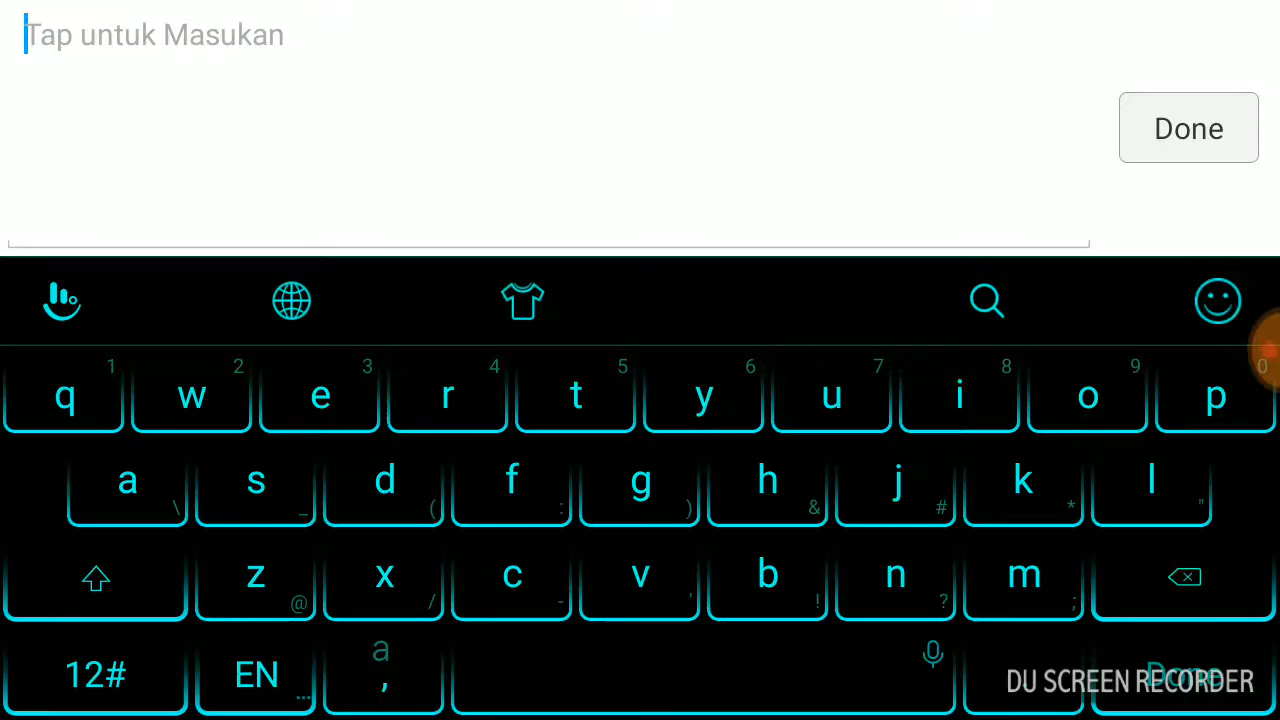 Tap untuk Masukan
Done
1 2 3 4 5 6 7 8 9 0
q w e r t y u i o p
a s d f g h j k l
\ _ ( : ) & # * "
z x c v b n m
@ / - ' ! ? ;
a
12# EN , Done
...
DU SCREEN RECORDER